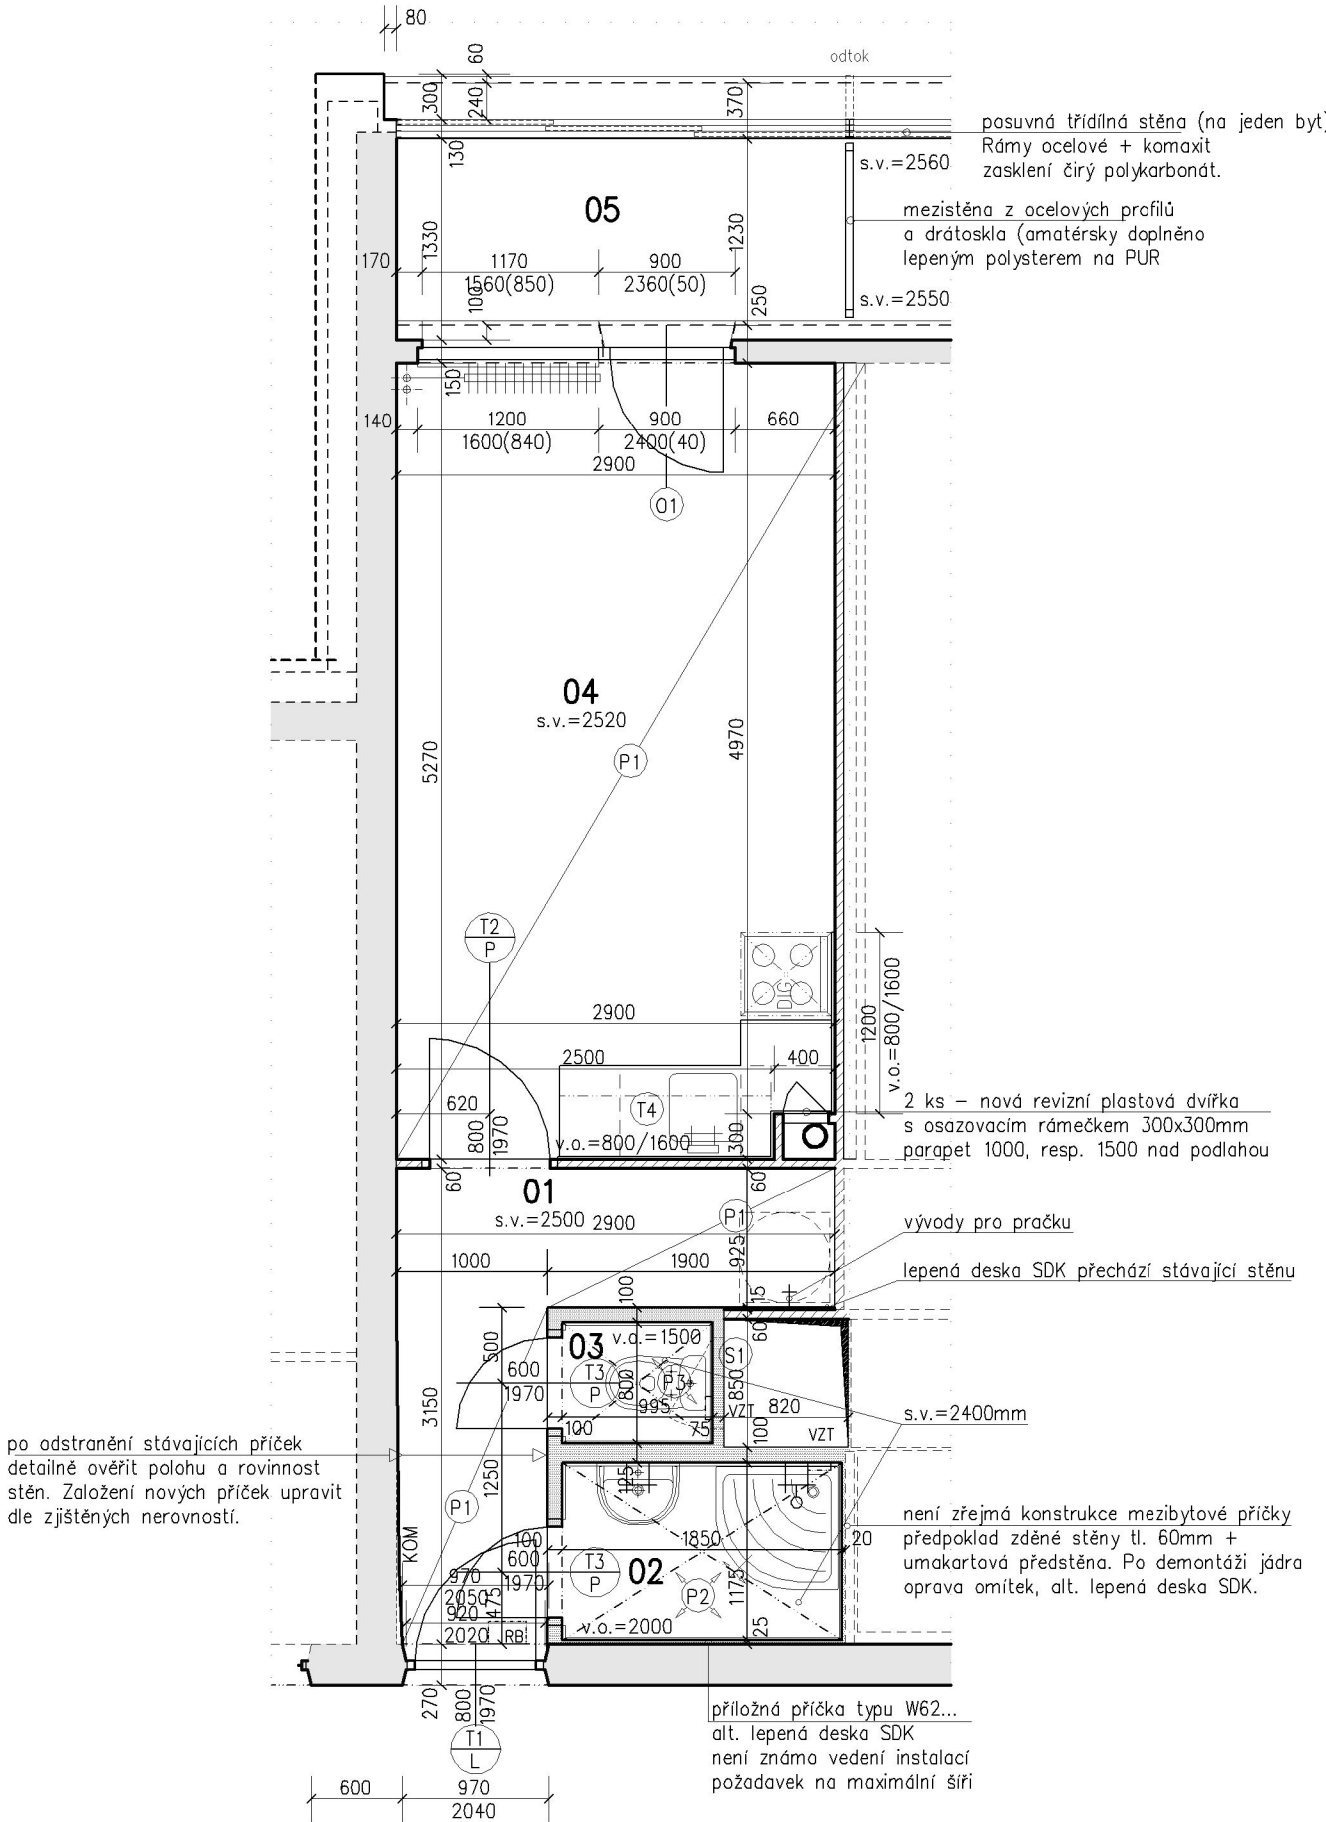 80
60
odtok
300
240
370
posuvná třídílná stěna (na jeden byt)
Rámy ocelové + komaxit
zasklení čirý polykarbonát.
130
s.v.=2560
05
mezistěna z ocelových profilů
a drátoskla (amatérsky doplněno
lepeným polysterem na PUR
1330
1230
170
1170
1560(850)
900
2360(50)
100
250
s.v.=2550
150
140
1200
1600(840)
900
2400(40)
660
2900
O1
04
s.v.=2520
5270
4970
P1
T2
P
DIG
2900
1200
v.o.=800/1600
2500
400
620
800
1970
T4
v.o.=800/1600
300
2 ks – nová revizní plastová dvířka
s osazovacím rámečkem 300x300mm
parapet 1000, resp. 1500 nad podlahou
60
60
01
s.v.=2500
2900
P1
925
vývody pro pračku
1000
1900
lepená deska SDK přechází stávající stěnu
100
15
500
03
v.o.=1500
60
S1
600
1970
T3
P
800
P3
850
3150
995
VZT
820
s.v.=2400mm
100
75
100
VZT
po odstranění stávajících příček
detailně ověřit polohu a rovinnost
stěn. Založení nových příček upravit
dle zjištěných nerovností.
1250
125
P1
není zřejmá konstrukce mezibytové příčky
předpoklad zděné stěny tl. 60mm +
umakartová předstěna. Po demontáži jádra
oprava omítek, alt. lepená deska SDK.
KOM
100
1850
20
600
1970
T3
P
02
1175
970
2050
475
P2
920
2020
RB
v.o.=2000
25
270
800
1970
T1
L
příložná příčka typu W62...
alt. lepená deska SDK
není známo vedení instalací
požadavek na maximální šíři
600
970
2040